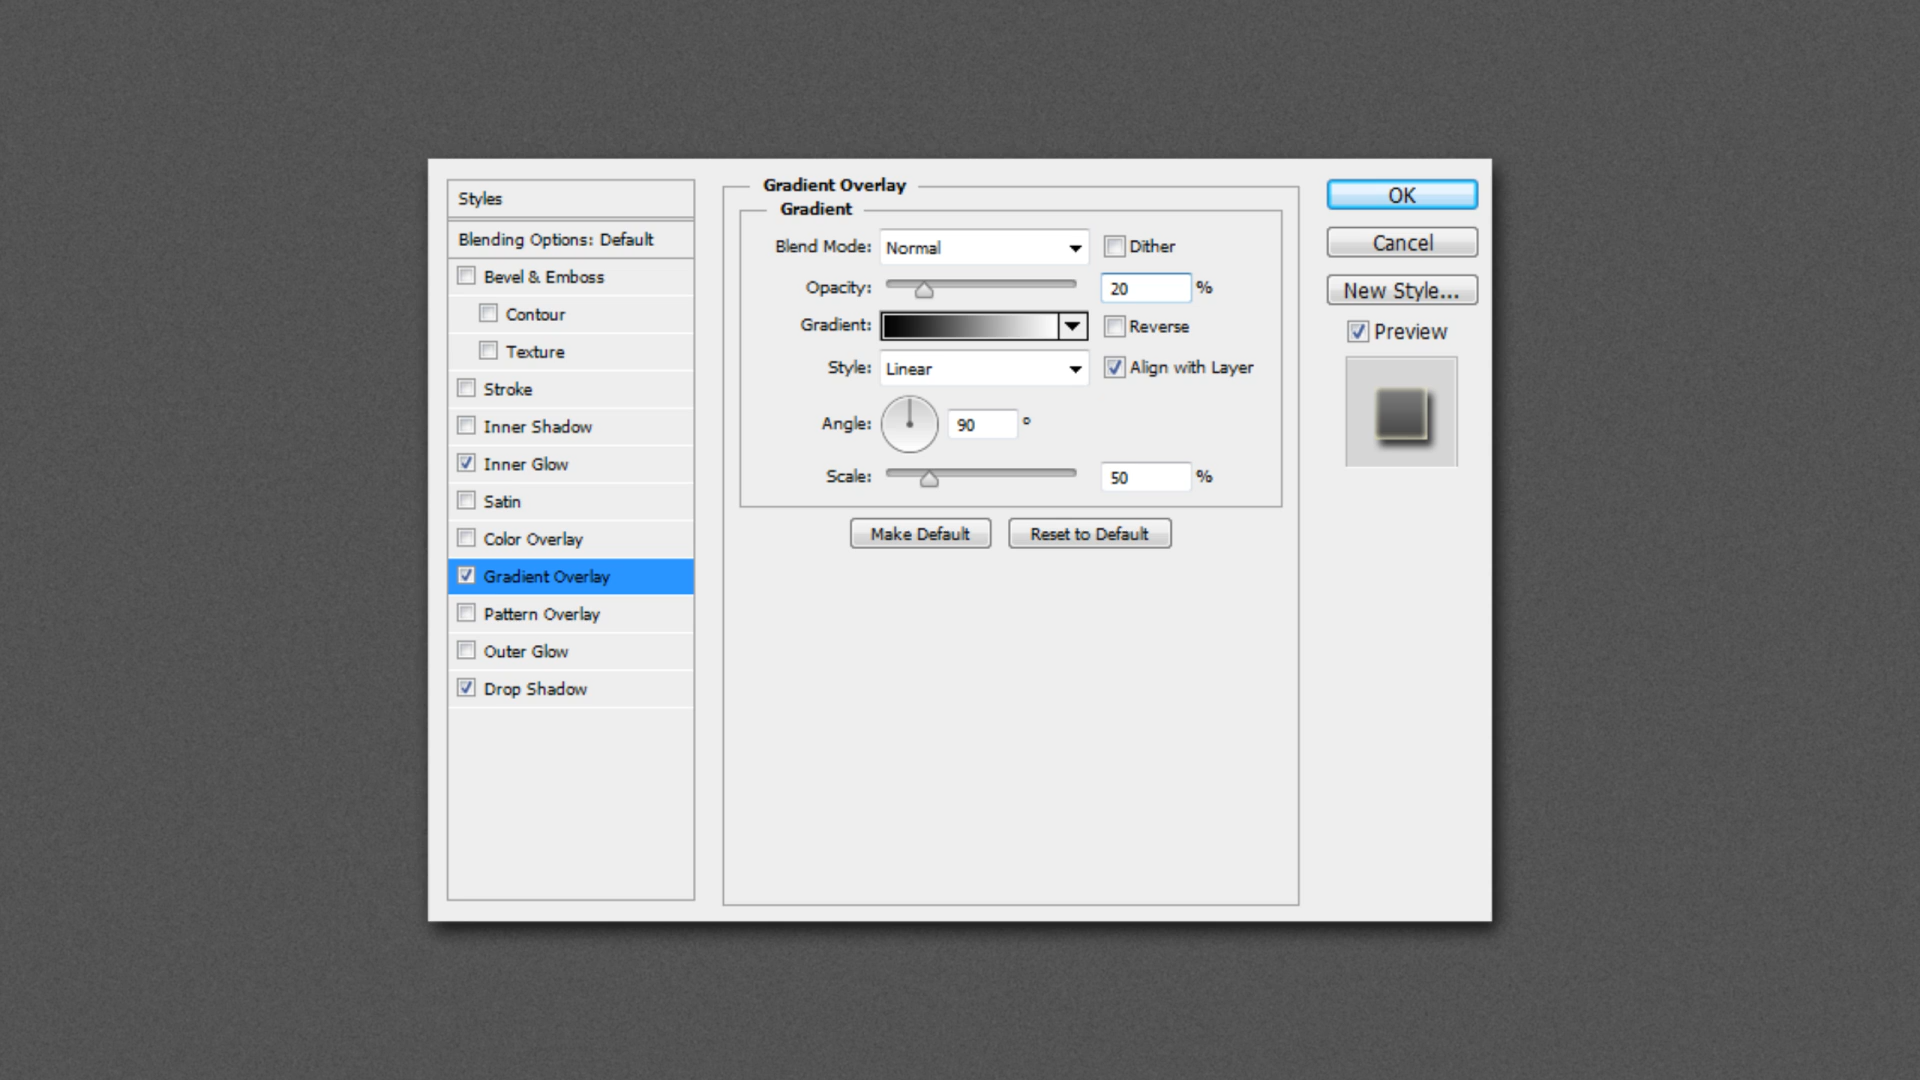 Styles
Blending Options: Default
Bevel & Emboss
Contour
Texture
Stroke
Inner Shadow
Inner Glow
Satin
Color Overlay
Gradient Overlay
Pattern Overlay
Outer Glow
Drop Shadow
Gradient Overlay
Gradient
Blend Mode: Normal Dither
Opacity: 20 %
Gradient: Reverse
Style: Linear Align with Layer
Angle: 90 °
Scale: 50 %
Make Default Reset to Default
OK
Cancel
New Style...
Preview